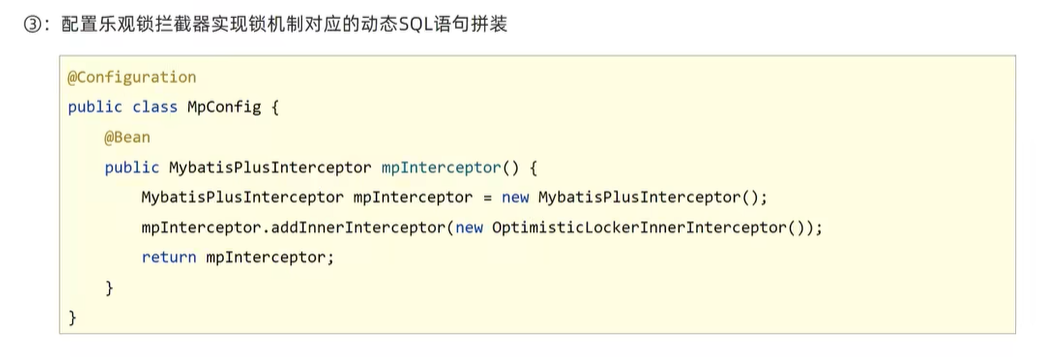 ③：配置乐观锁拦截器实现锁机制对应的动态SQL语句拼装
@Configuration
public class MpConfig {
@Bean
public MybatisPlusInterceptor mpInterceptor() {
MybatisPlusInterceptor mpInterceptor = new MybatisPlusInterceptor();
mpInterceptor.addInnerInterceptor(new OptimisticLockerInnerInterceptor());
return mpInterceptor;
}
}